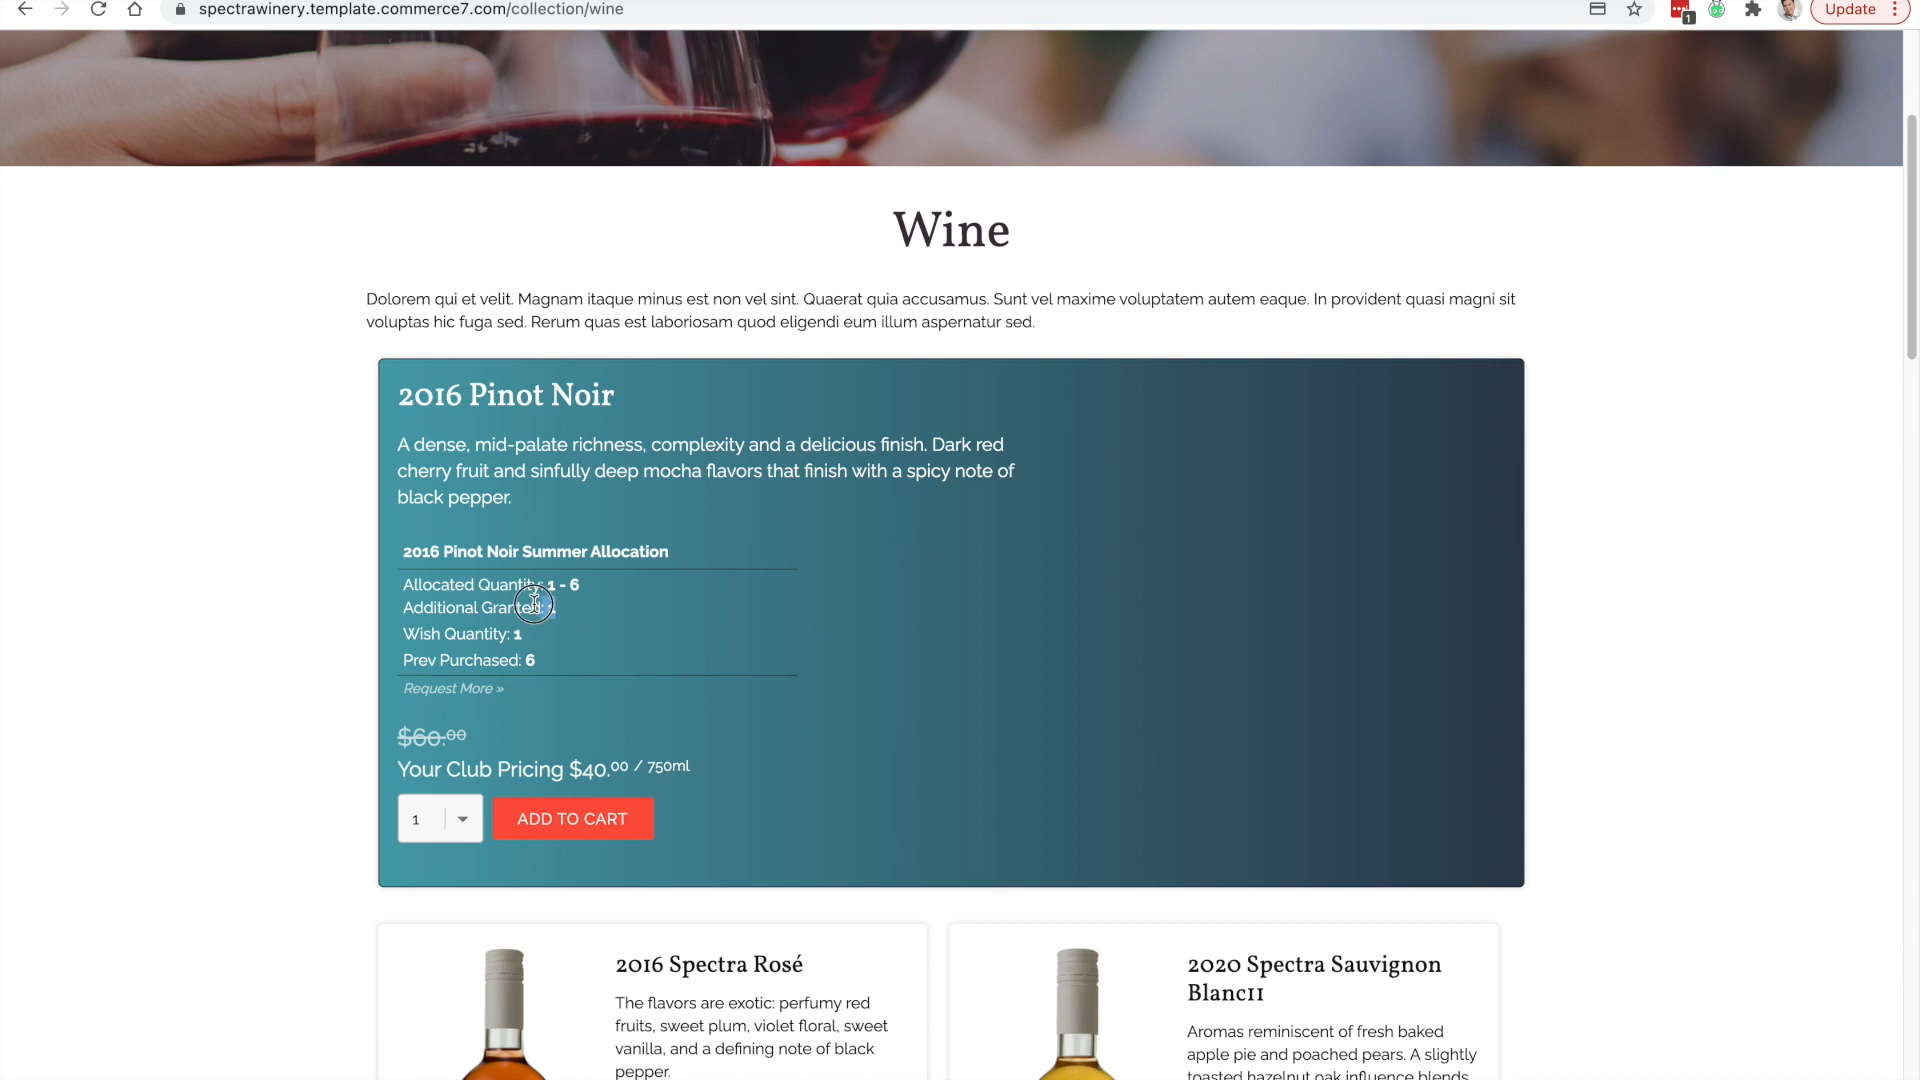 spectrawinery.template.commerce7.com/collection/wine
1
Update
Wine
Dolorem qui et velit. Magnam itaque minus est non vel sint. Quaerat quia accusamus. Sunt vel maxime voluptatem autem eaque. In provident quasi magni sit
voluptas hic fuga sed. Rerum quas est laboriosam quod eligendi eum illum aspernatur sed.
2016 Pinot Noir
A dense, mid-palate richness, complexity and a delicious finish. Dark red
cherry fruit and sinfully deep mocha flavors that finish with a spicy note of
black pepper.
2016 Pinot Noir Summer Allocation
Allocated Quantity: 1 - 6
Additional Granted:
Wish Quantity: 1
Prev Purchased: 6
Request More »
$60.00
Your Club Pricing $40.00 / 750ml
1
ADD TO CART
2016 Spectra Rosé
The flavors are exotic: perfumy red
fruits, sweet plum, violet floral, sweet
vanilla, and a defining note of black
pepper.
2020 Spectra Sauvignon
Blanc11
Aromas reminiscent of fresh baked
apple pie and poached pears. A slightly
toasted hazelnut oak influence blends